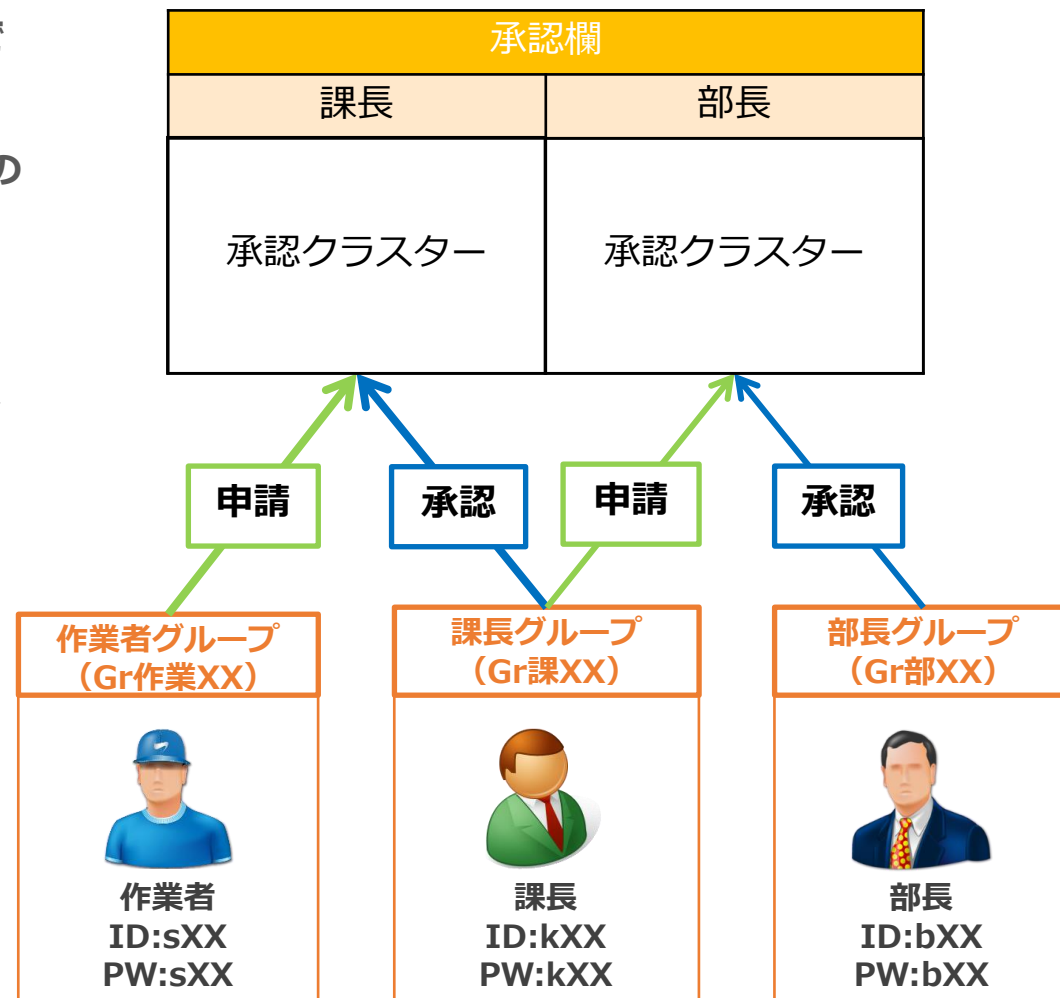 の
承認欄
課長
部長
承認クラスター
承認クラスター
申請
承認
申請
承認
作業者グループ
（Gr作業XX）
課長グループ
（Gr課XX）
部長グループ
（Gr部XX）
作業者
ID:sXX
PW:sXX
課長
ID:kXX
PW:kXX
部長
ID:bXX
PW:bXX